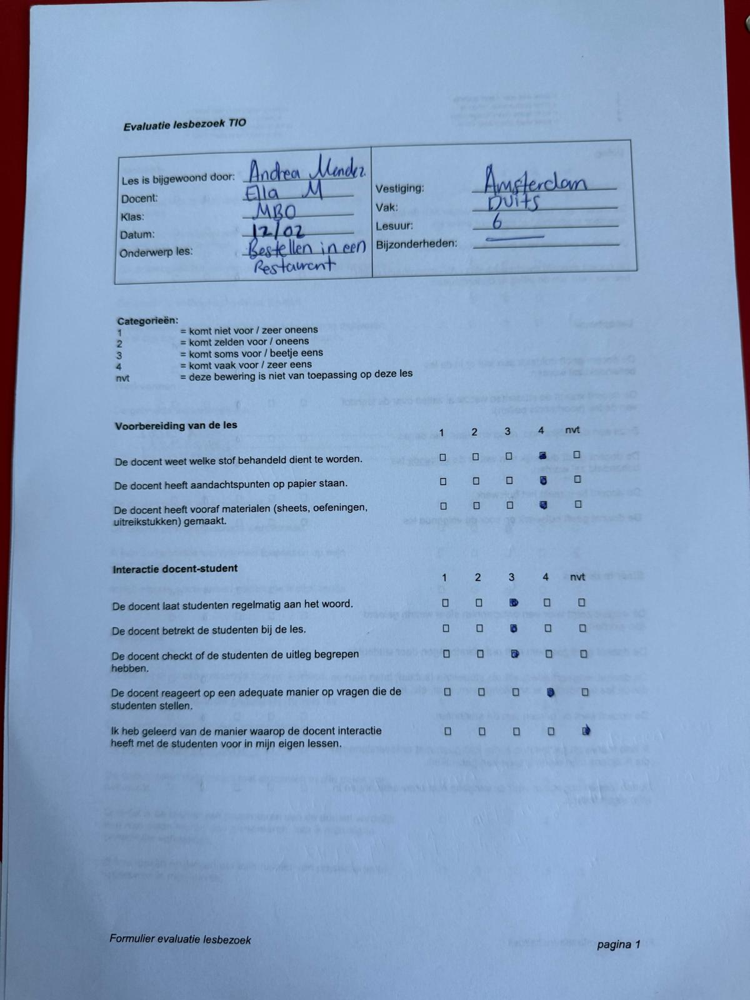 Evaluatie lesbezoek TIO
Les is bijgewoond door: Andrea Mendez
Docent: Ella M
Klas: MBO
Datum: 12/02
Onderwerp les: Bestellen in een
Restaurant
Vestiging: Amsterdam
Vak: Duits
Lesuur: 6
Bijzonderheden: —
Categorieën:
1 = komt niet voor / zeer oneens
2 = komt zelden voor / oneens
3 = komt soms voor / beetje eens
4 = komt vaak voor / zeer eens
nvt = deze bewering is niet van toepassing op deze les
Voorbereiding van de les 1 2 3 4 nvt
De docent weet welke stof behandeld dient te worden.
De docent heeft aandachtspunten op papier staan.
De docent heeft vooraf materialen (sheets, oefeningen,
uitreikstukken) gemaakt.
Interactie docent-student 1 2 3 4 nvt
De docent laat studenten regelmatig aan het woord.
De docent betrekt de studenten bij de les.
De docent checkt of de studenten de uitleg begrepen
hebben.
De docent reageert op een adequate manier op vragen die de
studenten stellen.
Ik heb geleerd van de manier waarop de docent interactie
heeft met de studenten voor in mijn eigen lessen.
Formulier evaluatie lesbezoek
pagina 1